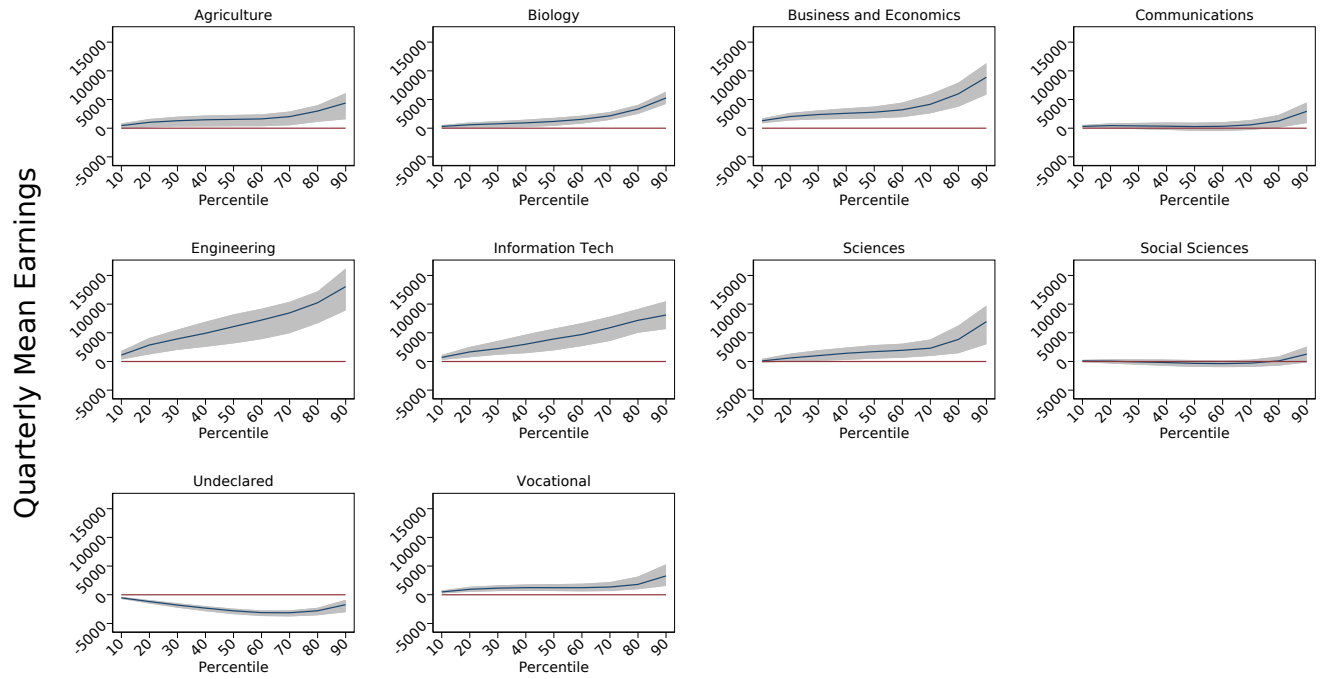 Quarterly Mean Earnings
Agriculture
15000
10000
5000
0
-5000
10 20 30 40 50 60 70 80 90
Percentile
Biology
15000
10000
5000
0
-5000
10 20 30 40 50 60 70 80 90
Percentile
Business and Economics
15000
10000
5000
0
-5000
10 20 30 40 50 60 70 80 90
Percentile
Communications
15000
10000
5000
0
-5000
10 20 30 40 50 60 70 80 90
Percentile
Engineering
15000
10000
5000
0
-5000
10 20 30 40 50 60 70 80 90
Percentile
Information Tech
15000
10000
5000
0
-5000
10 20 30 40 50 60 70 80 90
Percentile
Sciences
15000
10000
5000
0
-5000
10 20 30 40 50 60 70 80 90
Percentile
Social Sciences
15000
10000
5000
0
-5000
10 20 30 40 50 60 70 80 90
Percentile
Undeclared
15000
10000
5000
0
-5000
10 20 30 40 50 60 70 80 90
Percentile
Vocational
15000
10000
5000
0
-5000
10 20 30 40 50 60 70 80 90
Percentile